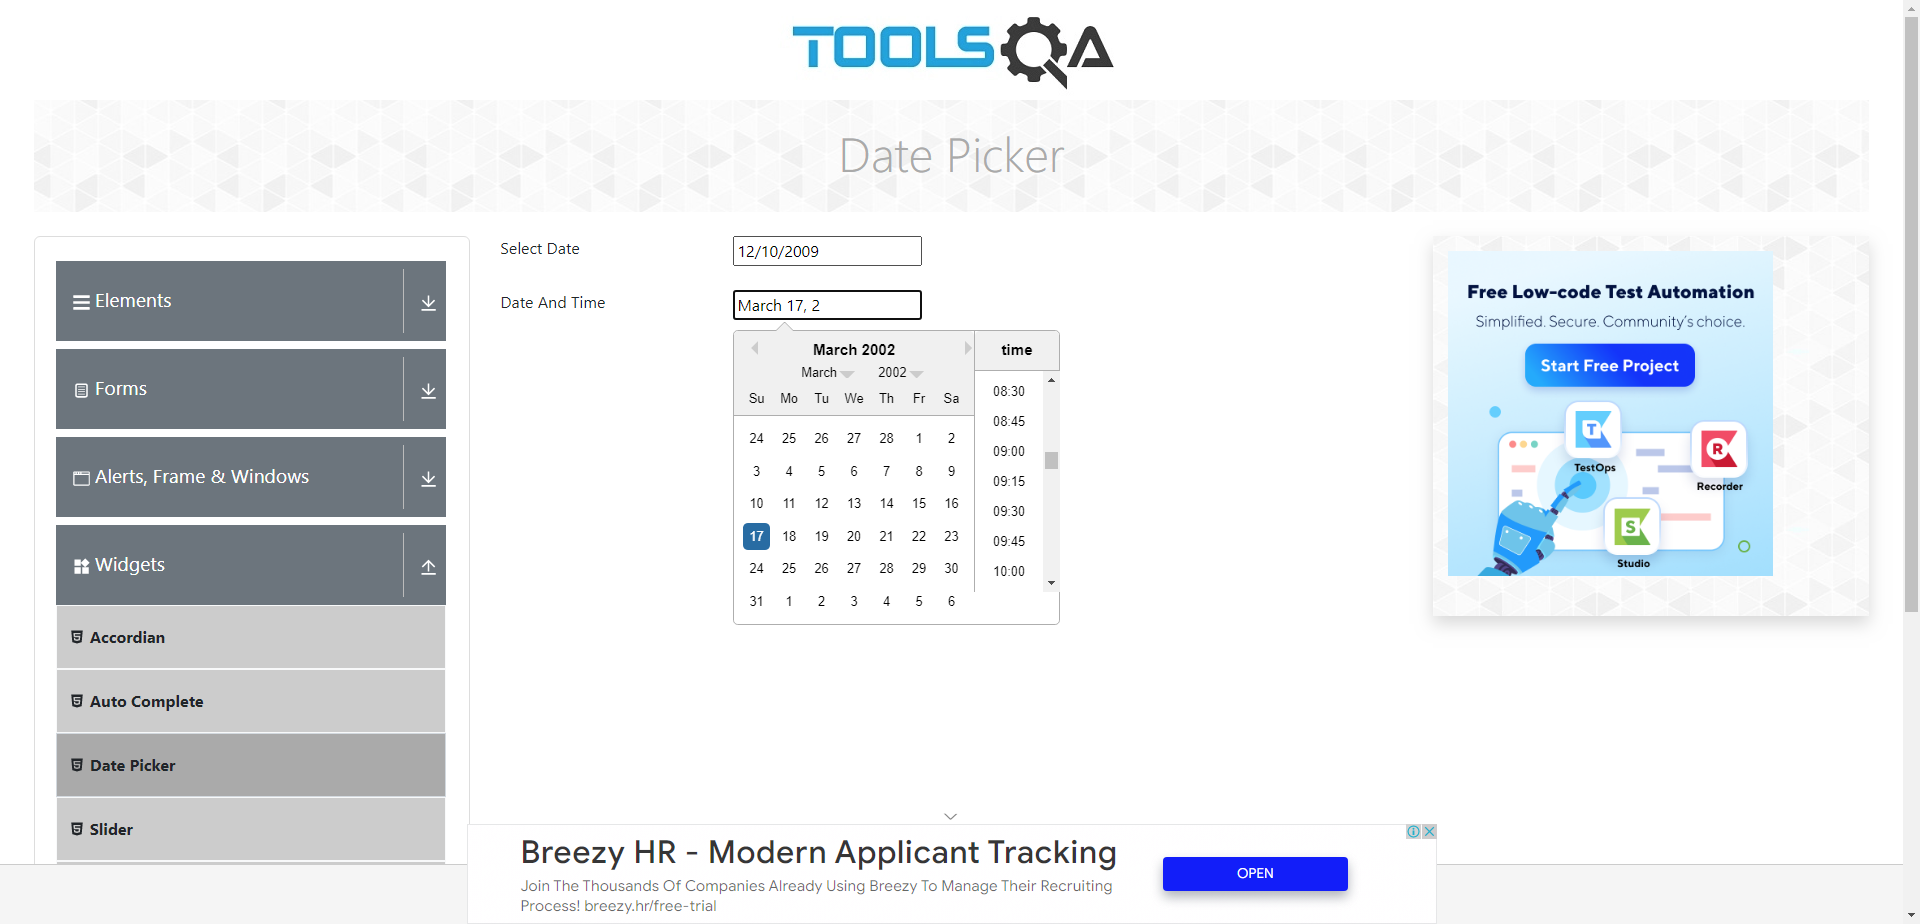 TOOLSQA
Date Picker
Elements
Forms
Alerts, Frame & Windows
Widgets
Accordian
Auto Complete
Date Picker
Slider
Select Date
12/10/2009
Date And Time
March 17, 2
March 2002
March 2002
Su Mo Tu We Th Fr Sa
24 25 26 27 28 1 2
3 4 5 6 7 8 9
10 11 12 13 14 15 16
17 18 19 20 21 22 23
24 25 26 27 28 29 30
31 1 2 3 4 5 6
time
08:30
08:45
09:00
09:15
09:30
09:45
10:00
Free Low-code Test Automation
Simplified. Secure. Community's choice.
Start Free Project
T
TestOps
R
Recorder
S
Studio
Breezy HR - Modern Applicant Tracking
Join The Thousands Of Companies Already Using Breezy To Manage Their Recruiting
Process! breezy.hr/free-trial
OPEN